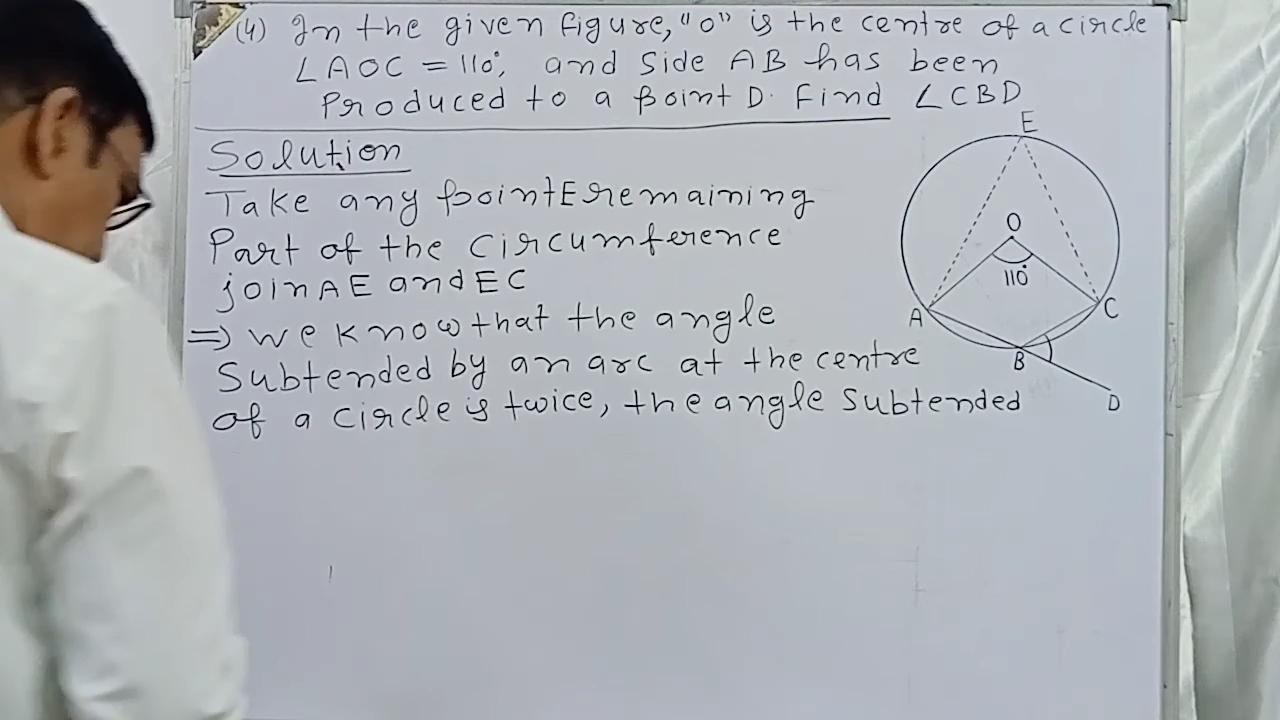 (4) In the given figure, "O" is the centre of a circle
∠AOC = 110°, and Side AB has been
Produced to a point D. Find ∠CBD
Solution
Take any point E remaining
Part of the circumference
join AE and EC
⇒ We know that the angle
Subtended by an arc at the centre
of a circle is twice, the angle Subtended
E
O
110°
A
C
B
D